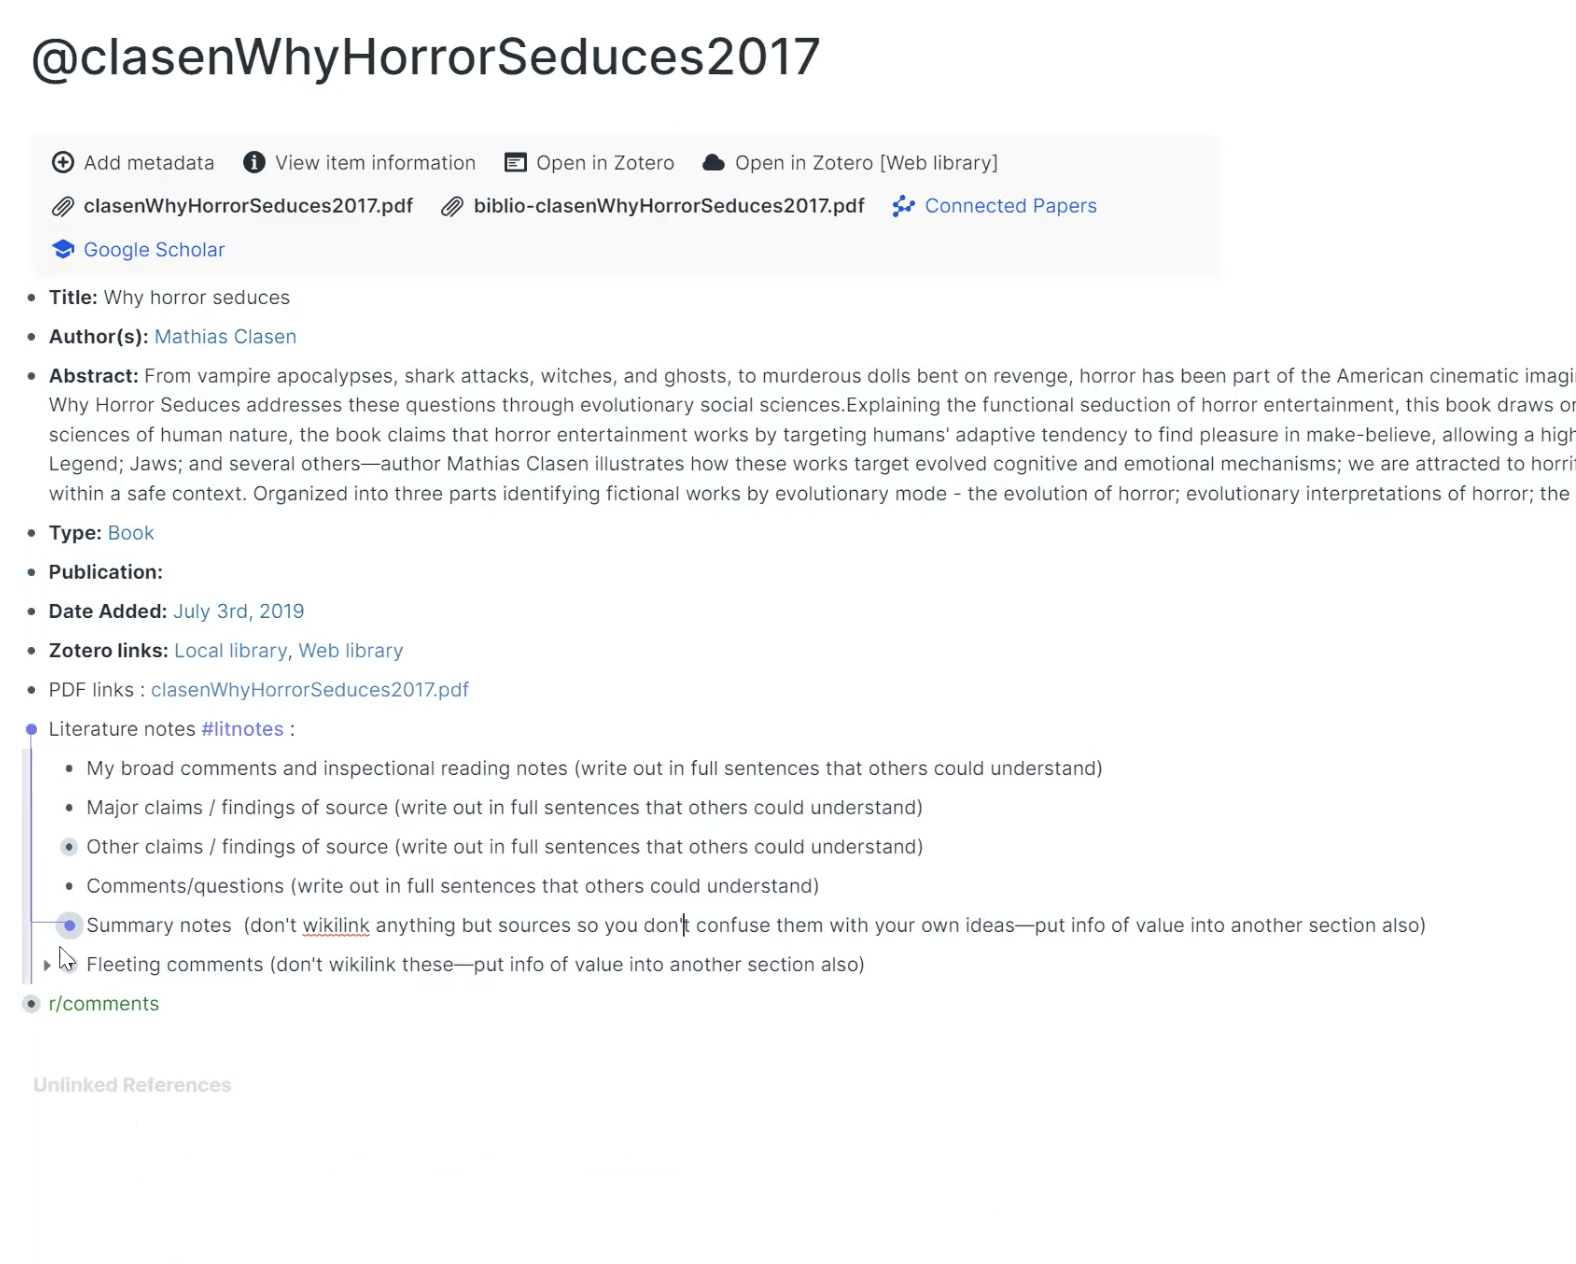 @clasenWhyHorrorSeduces2017
Add metadata View item information Open in Zotero Open in Zotero [Web library]
clasenWhyHorrorSeduces2017.pdf biblio-clasenWhyHorrorSeduces2017.pdf Connected Papers
Google Scholar
Title: Why horror seduces
Author(s): Mathias Clasen
Abstract: From vampire apocalypses, shark attacks, witches, and ghosts, to murderous dolls bent on revenge, horror has been part of the American cinematic
Why Horror Seduces addresses these questions through evolutionary social sciences.Explaining the functional seduction of horror entertainment, this book draws
sciences of human nature, the book claims that horror entertainment works by targeting humans' adaptive tendency to find pleasure in make-believe, allowing a
Legend; Jaws; and several others—author Mathias Clasen illustrates how these works target evolved cognitive and emotional mechanisms; we are attracted to
within a safe context. Organized into three parts identifying fictional works by evolutionary mode - the evolution of horror; evolutionary interpretations of horror; the
Type: Book
Publication:
Date Added: July 3rd, 2019
Zotero links: Local library, Web library
PDF links : clasenWhyHorrorSeduces2017.pdf
Literature notes #litnotes :
My broad comments and inspectional reading notes (write out in full sentences that others could understand)
Major claims / findings of source (write out in full sentences that others could understand)
Other claims / findings of source (write out in full sentences that others could understand)
Comments/questions (write out in full sentences that others could understand)
Summary notes (don't wikilink anything but sources so you don't confuse them with your own ideas—put info of value into another section also)
Fleeting comments (don't wikilink these—put info of value into another section also)
r/comments
Unlinked References